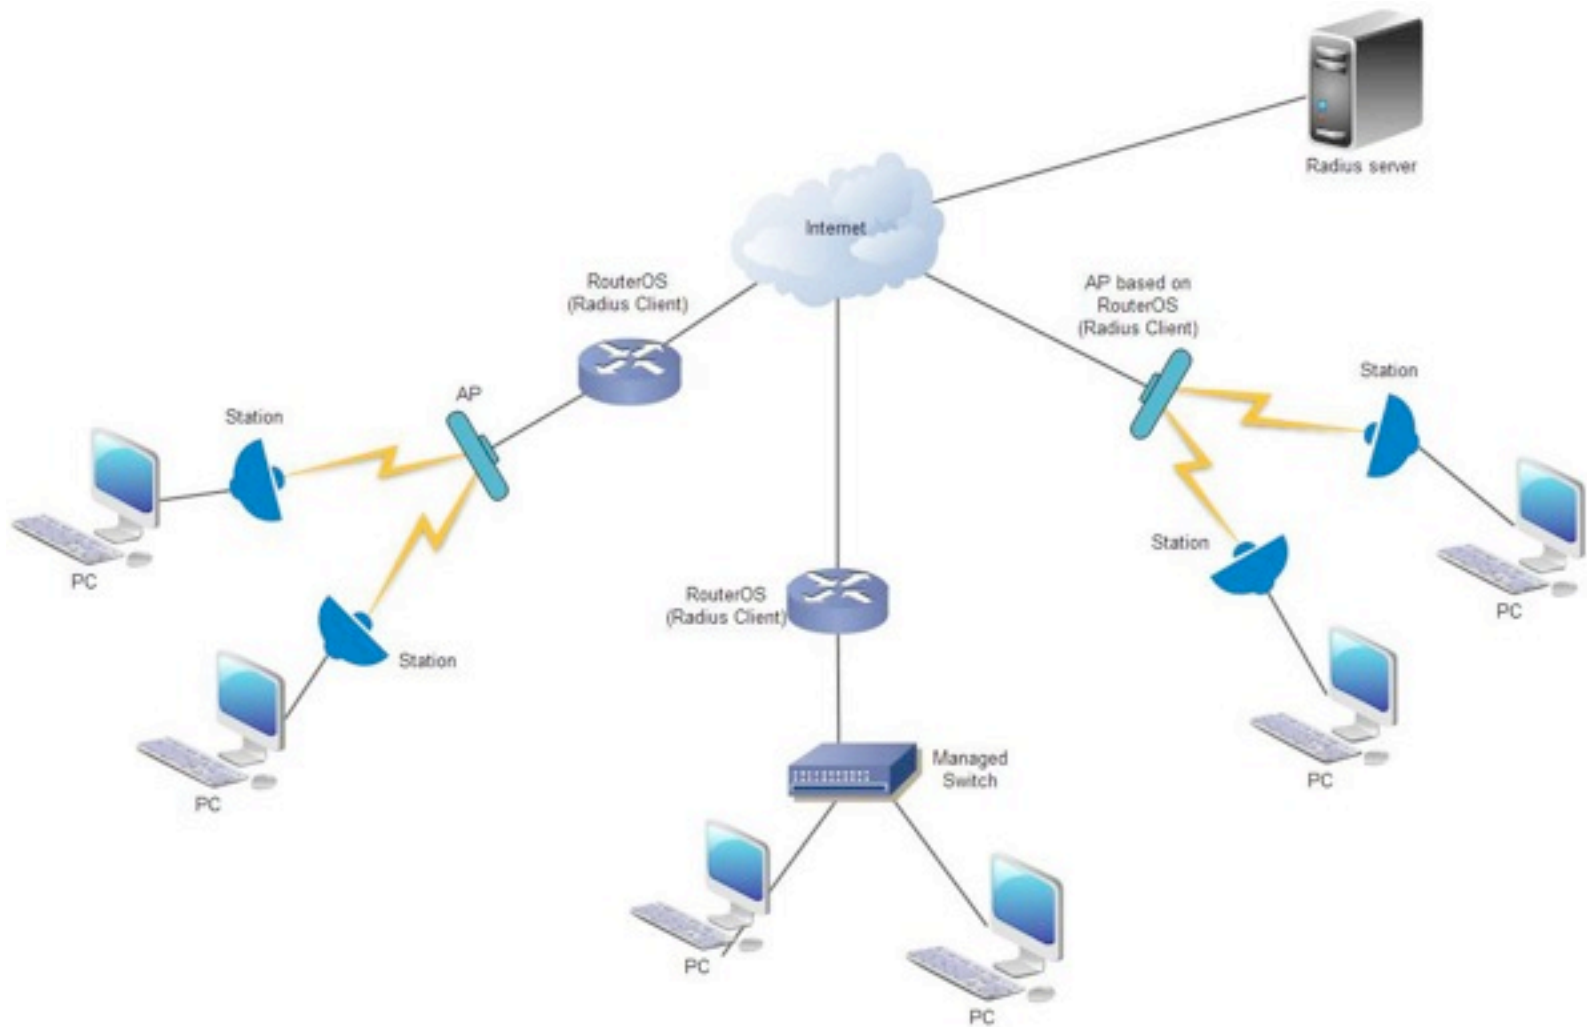 Radius server
Internet
RouterOS
(Radius Client)
AP based on
RouterOS
(Radius Client)
AP
Station
Station
PC
Station
PC
RouterOS
(Radius Client)
Station
PC
PC
Managed
Switch
PC
PC